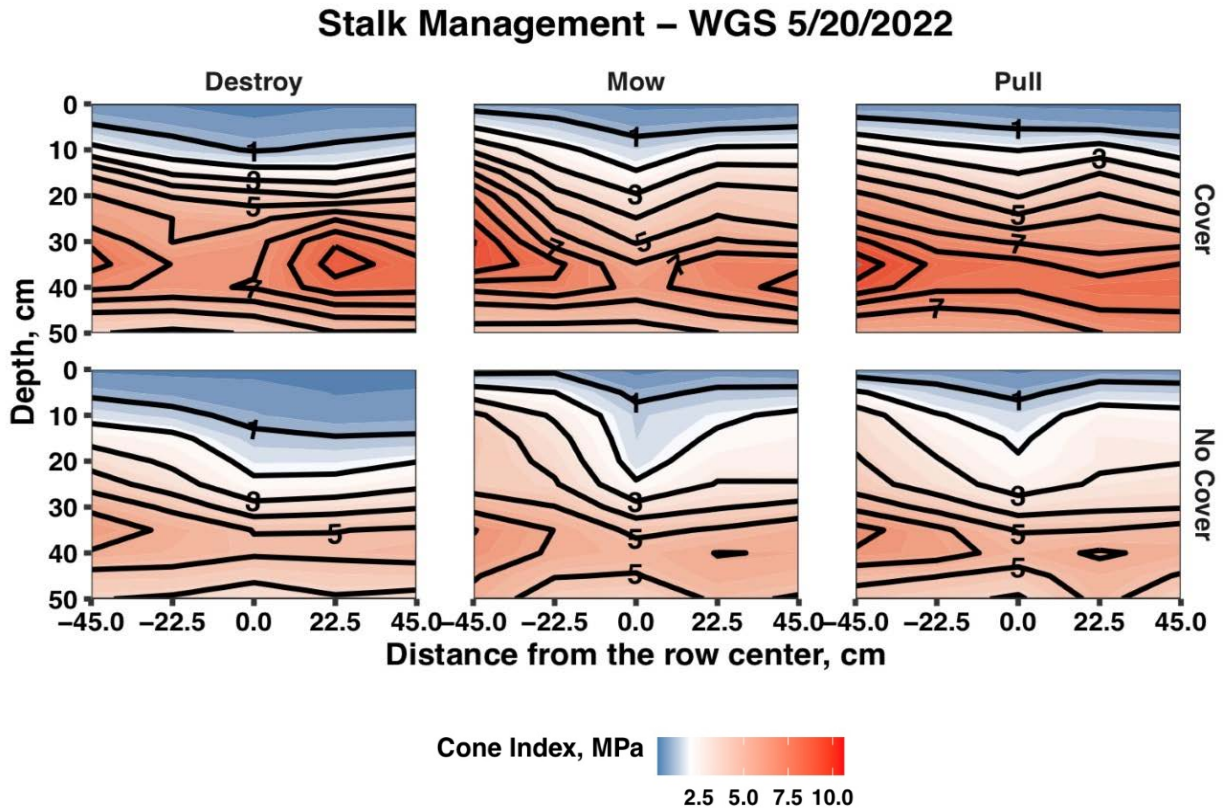 Stalk Management – WGS 5/20/2022
Destroy Mow Pull
0
10
20
30
40
50
1 3 5 7
1 3 5 7 7
1 3 5 7 7
Cover
Depth, cm
0
10
20
30
40
50
1 3 5
1 3 5 5
1 3 5 5
No Cover
−45.0 −22.5 0.0 22.5 45.0 −45.0 −22.5 0.0 22.5 45.0 −45.0 −22.5 0.0 22.5 45.0
Distance from the row center, cm
Cone Index, MPa
2.5 5.0 7.5 10.0